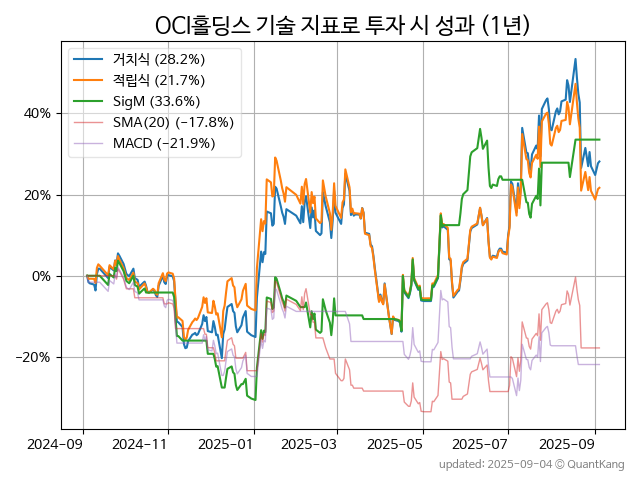 OCI홀딩스 기술 지표로 투자 시 성과 (1년)
거치식 (28.2%)
적립식 (21.7%)
SigM (33.6%)
SMA(20) (−17.8%)
MACD (−21.9%)
40%
20%
0%
−20%
2024-09 2024-11 2025-01 2025-03 2025-05 2025-07 2025-09
updated: 2025-09-04 © QuantKang